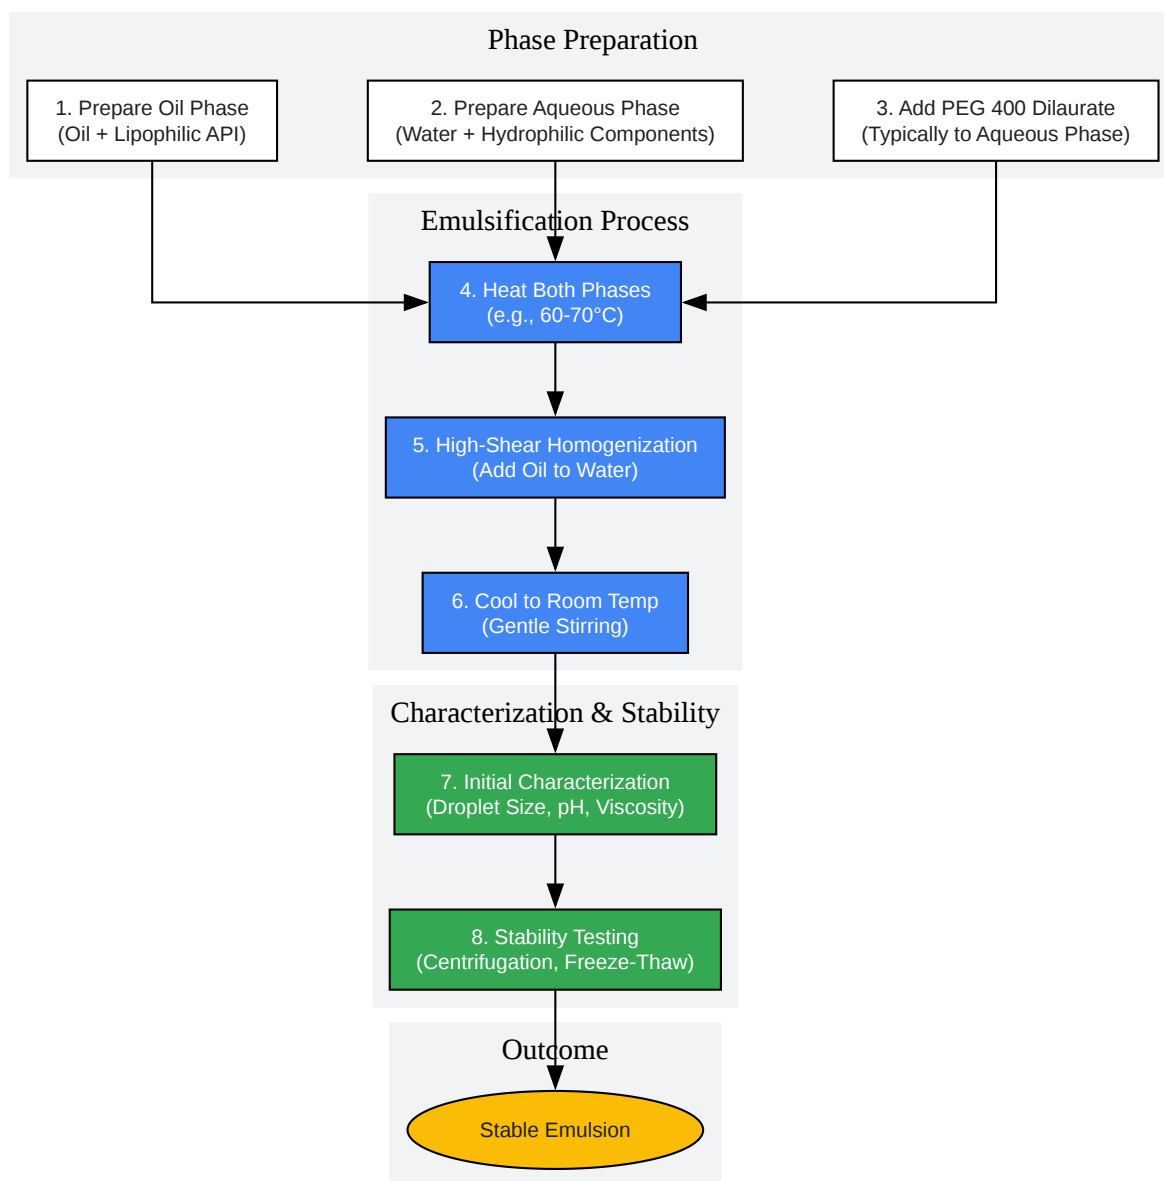 Phase Preparation
1. Prepare Oil Phase
(Oil + Lipophilic API)
2. Prepare Aqueous Phase
(Water + Hydrophilic Components)
3. Add PEG 400 Dilaurate
(Typically to Aqueous Phase)
Emulsification Process
4. Heat Both Phases
(e.g., 60-70°C)
5. High-Shear Homogenization
(Add Oil to Water)
6. Cool to Room Temp
(Gentle Stirring)
Characterization & Stability
7. Initial Characterization
(Droplet Size, pH, Viscosity)
8. Stability Testing
(Centrifugation, Freeze-Thaw)
Outcome
Stable Emulsion